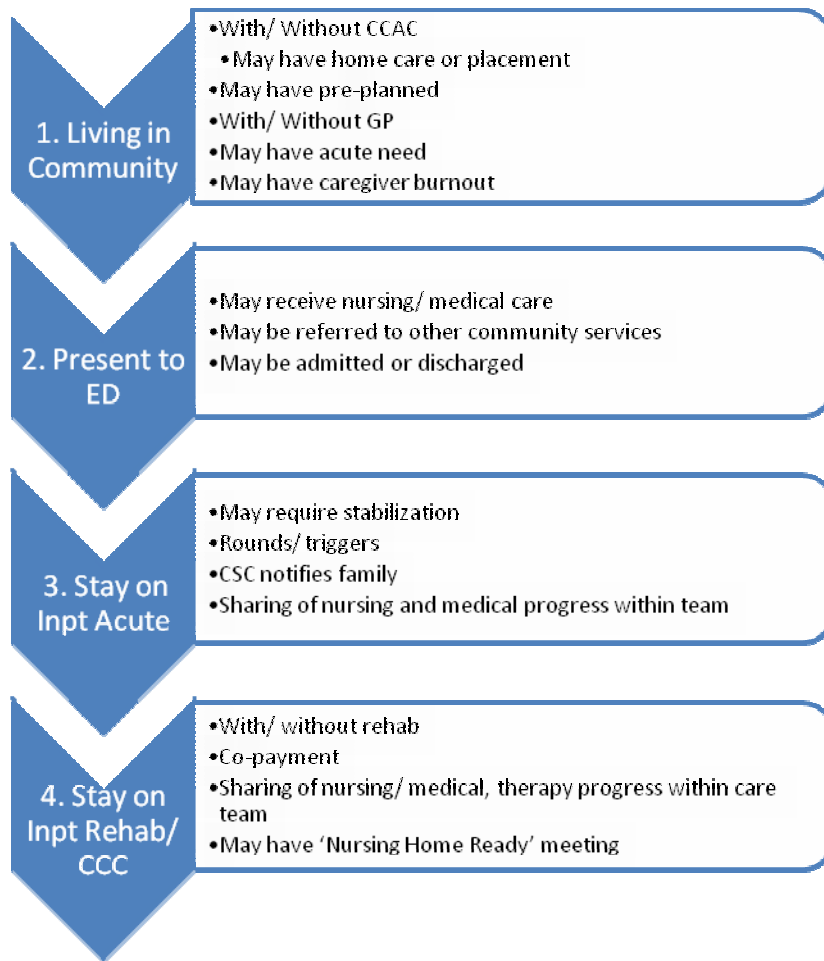 1. Living in
Community
•With/ Without CCAC
•May have home care or placement
•May have pre-planned
•With/ Without GP
•May have acute need
•May have caregiver burnout
2. Present to
ED
•May receive nursing/ medical care
•May be referred to other community services
•May be admitted or discharged
3. Stay on
Inpt Acute
•May require stabilization
•Rounds/ triggers
•CSC notifies family
•Sharing of nursing and medical progress within team
4. Stay on
Inpt Rehab/
CCC
•With/ without rehab
•Co-payment
•Sharing of nursing/ medical, therapy progress within care
team
•May have ‘Nursing Home Ready’ meeting